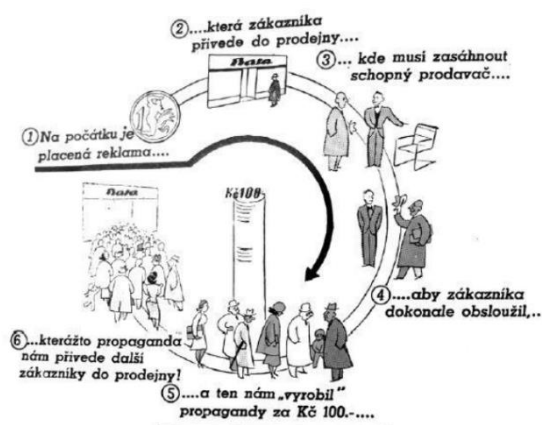 ①Na počátku je
placená reklama....
②....která zákazníka
přivede do prodejny....
Baťa
③... kde musí zasáhnout
schopný prodavač....
④....aby zákazníka
dokonale obsloužil,..
⑤....a ten nám „vyrobil"
propagandy za Kč 100.-....
Kč 100
⑥...kterážto propaganda
nám přivede další
zákazníky do prodejny!
Baťa